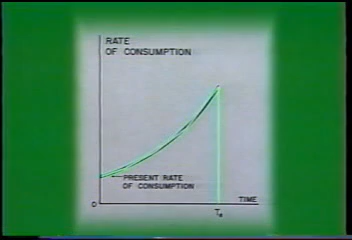 RATE
OF CONSUMPTION
PRESENT RATE
OF CONSUMPTION
TIME
0
Te